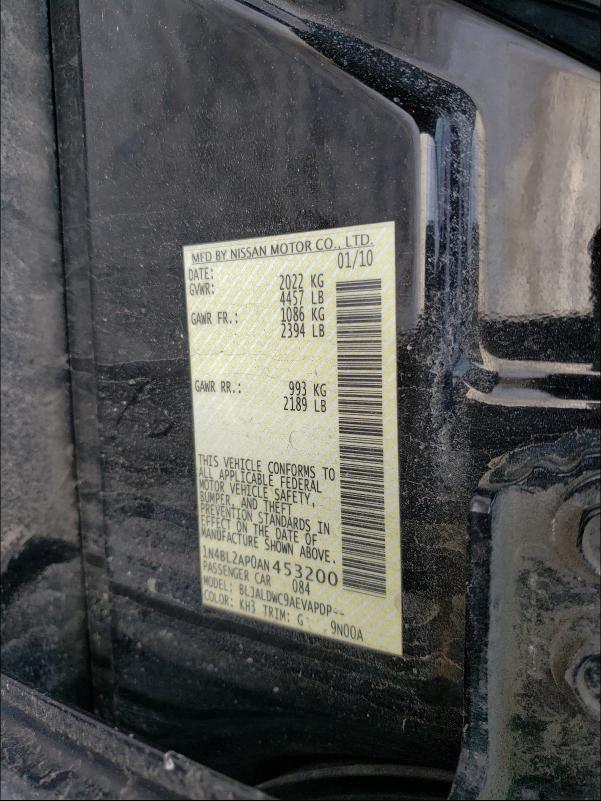 MFD BY NISSAN MOTOR CO., LTD.
DATE: 01/10
GVWR: 2022 KG
4457 LB
GAWR FR.: 1086 KG
2394 LB
GAWR RR.: 993 KG
2189 LB
THIS VEHICLE CONFORMS TO
ALL APPLICABLE FEDERAL
MOTOR VEHICLE SAFETY,
BUMPER, AND THEFT
PREVENTION STANDARDS IN
EFFECT ON THE DATE OF
MANUFACTURE SHOWN ABOVE.
1N4BL2AP0AN453200
PASSENGER CAR 084
MODEL: BLJALDWC9AEVAPDP--
COLOR: KH3 TRIM: G 9N00A